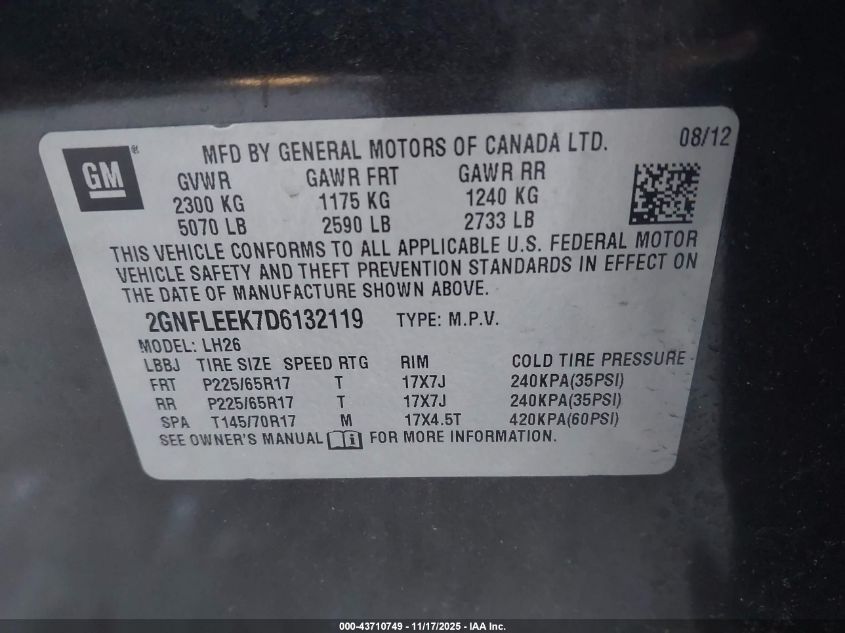 GM
MFD BY GENERAL MOTORS OF CANADA LTD. 08/12
GVWR GAWR FRT GAWR RR
2300 KG 1175 KG 1240 KG
5070 LB 2590 LB 2733 LB
THIS VEHICLE CONFORMS TO ALL APPLICABLE U.S. FEDERAL MOTOR
VEHICLE SAFETY AND THEFT PREVENTION STANDARDS IN EFFECT ON
THE DATE OF MANUFACTURE SHOWN ABOVE.
2GNFLEEK7D6132119 TYPE: M.P.V.
MODEL: LH26
LBBJ TIRE SIZE SPEED RTG RIM COLD TIRE PRESSURE
FRT P225/65R17 T 17X7J 240KPA(35PSI)
RR P225/65R17 T 17X7J 240KPA(35PSI)
SPA T145/70R17 M 17X4.5T 420KPA(60PSI)
SEE OWNER'S MANUAL FOR MORE INFORMATION.
000-43710749 - 11/17/2025 - IAA Inc.